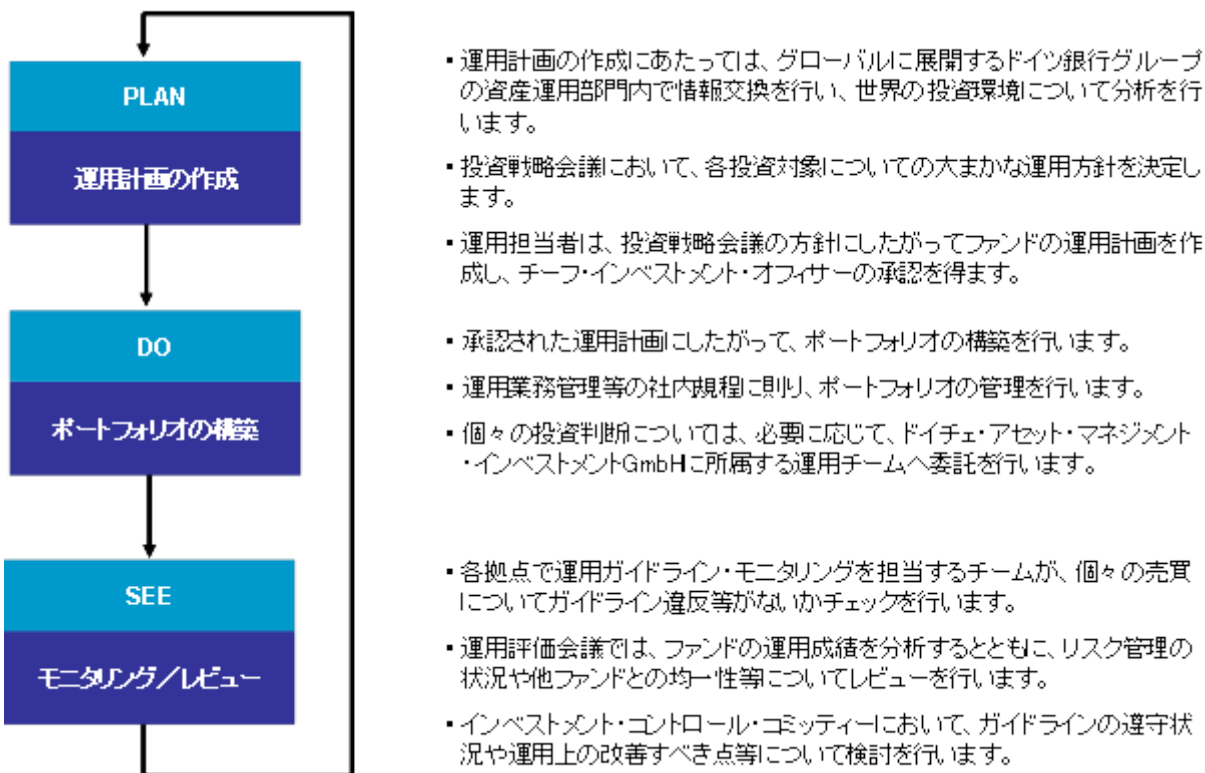 PLAN
運用計画の作成
▪運用計画の作成にあたっては、グローバルに展開するドイツ銀行グループ
の資産運用部門内で情報交換を行い、世界の投資環境について分析を行
います。
▪投資戦略会議において、各投資対象についての大まかな運用方針を決定し
ます。
▪運用担当者は、投資戦略会議の方針にしたがってファンドの運用計画を作
成し、チーフ・インベストメント・オフィサーの承認を得ます。
DO
ポートフォリオの構築
▪承認された運用計画にしたがって、ポートフォリオの構築を行います。
▪運用業務管理等の社内規程に則り、ポートフォリオの管理を行います。
▪個々の投資判断については、必要に応じて、ドイチェ・アセット・マネジメント
・インベストメントGmbHに所属する運用チームへ委託を行います。
SEE
モニタリング/レビュー
▪各拠点で運用ガイドライン・モニタリングを担当するチームが、個々の売買
についてガイドライン違反等がないかチェックを行います。
▪運用評価会議では、ファンドの運用成績を分析するとともに、リスク管理の
状況や他ファンドとの均一性等についてレビューを行います。
▪インベストメント・コントロール・コミッティーにおいて、ガイドラインの遵守状
況や運用上の改善すべき点等について検討を行います。